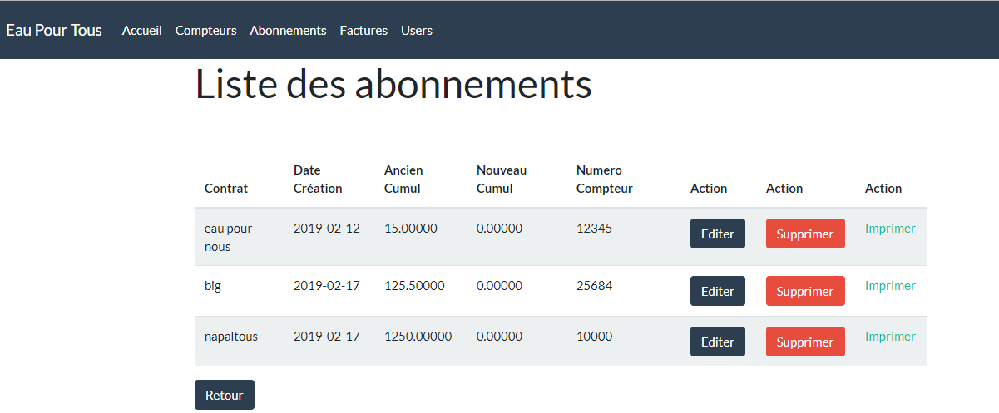 Eau Pour Tous Accueil Compteurs Abonnements Factures Users
Liste des abonnements
Contrat Date Création Ancien Cumul Nouveau Cumul Numero Compteur Action Action Action
eau pour nous 2019-02-12 15.00000 0.00000 12345 Editer Supprimer Imprimer
big 2019-02-17 125.50000 0.00000 25684 Editer Supprimer Imprimer
napaltous 2019-02-17 1250.00000 0.00000 10000 Editer Supprimer Imprimer
Retour